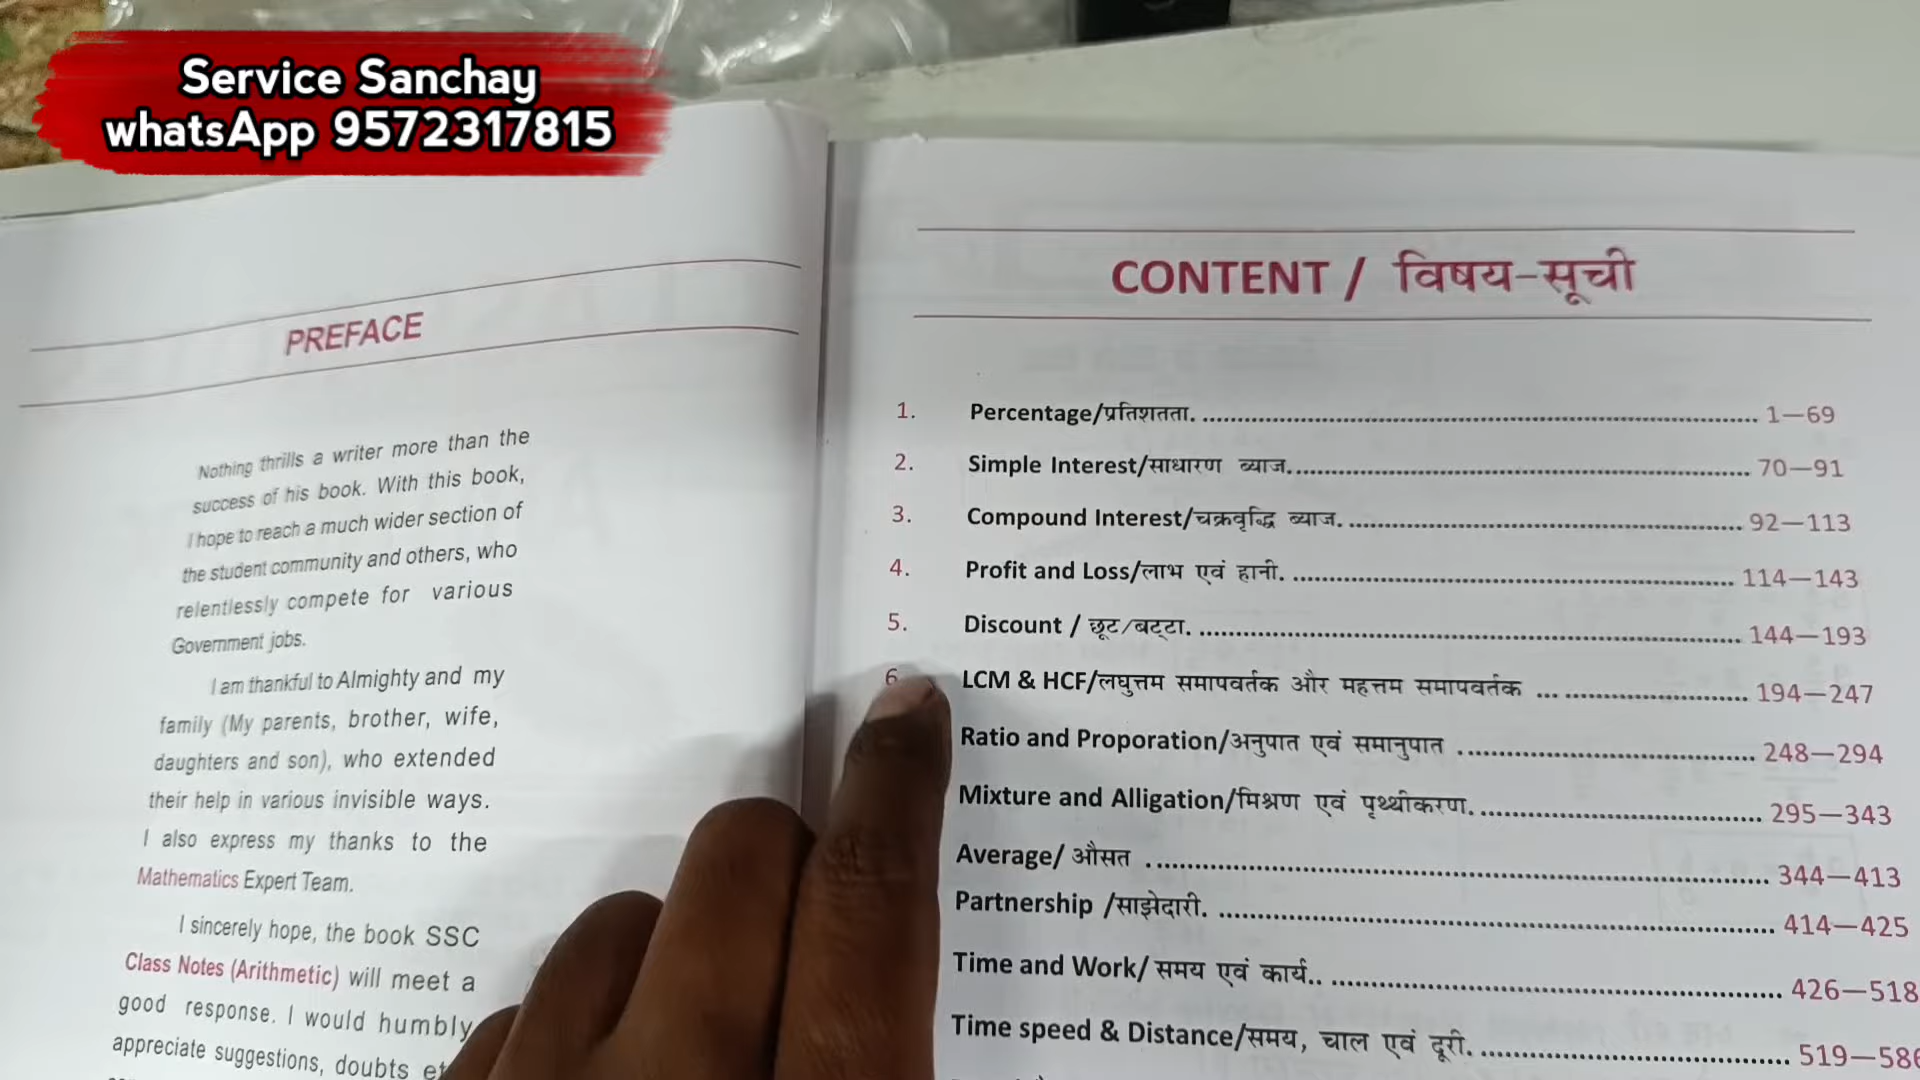 Service Sanchay
whatsApp 9572317815
PREFACE
Nothing thrills a writer more than the
success of his book. With this book,
I hope to reach a much wider section of
the student community and others, who
relentlessly compete for various
Government jobs.
I am thankful to Almighty and my
family (My parents, brother, wife,
daughters and son), who extended
their help in various invisible ways.
I also express my thanks to the
Mathematics Expert Team.
I sincerely hope, the book SSC
Class Notes (Arithmetic) will meet a
good response. I would humbly
appreciate suggestions, doubts
CONTENT / विषय-सूची
1. Percentage/प्रतिशतता. 1—69
2. Simple Interest/साधारण ब्याज. 70—91
3. Compound Interest/चक्रवृद्धि ब्याज. 92—113
4. Profit and Loss/लाभ एवं हानी. 114—143
5. Discount / छूट/बट्टा. 144—193
6 LCM & HCF/लघुत्तम समापवर्तक और महत्तम समापवर्तक ... 194—247
Ratio and Proporation/अनुपात एवं समानुपात 248—294
Mixture and Alligation/मिश्रण एवं पृथ्थीकरण. 295—343
Average/ औसत 344—413
Partnership /साझेदारी. 414—425
Time and Work/ समय एवं कार्य.. 426—518
Time speed & Distance/समय, चाल एवं दूरी. 519—586